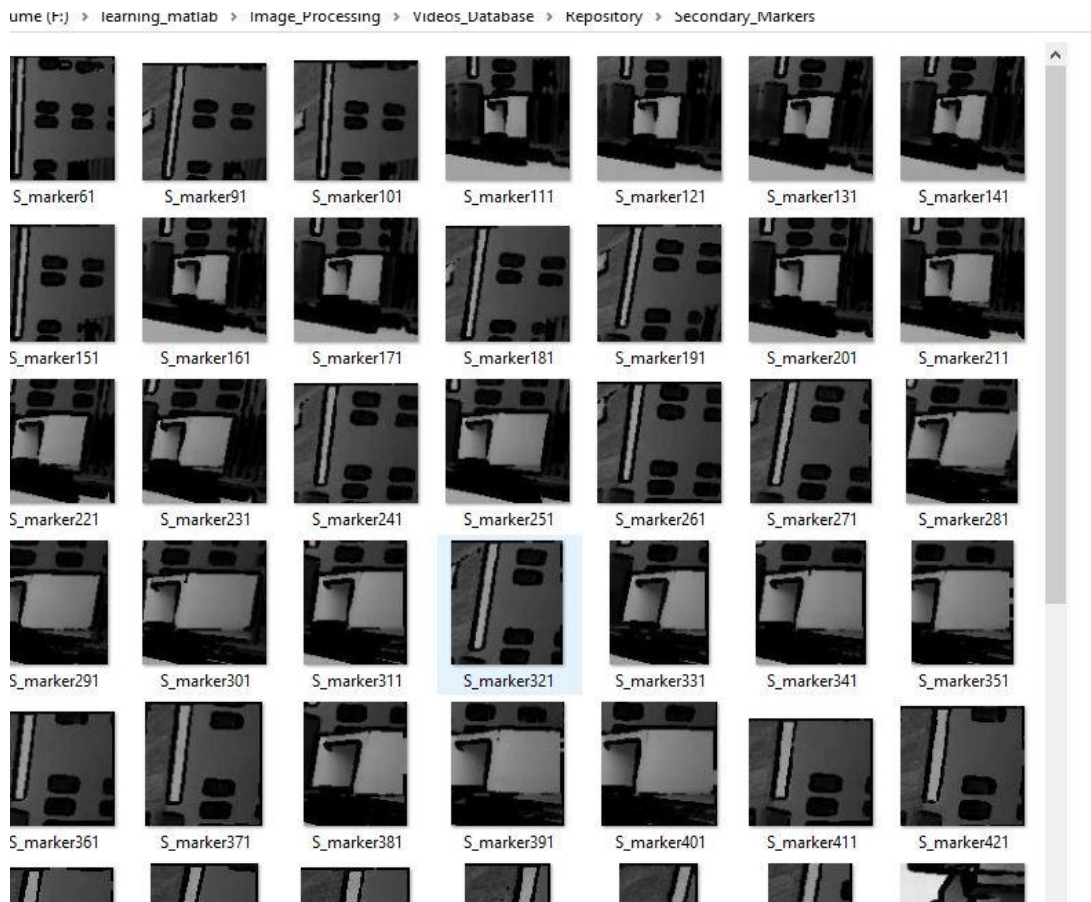 ume (F:) > learning_matlab > Image_Processing > Videos_Database > Repository > Secondary_Markers
S_marker61 S_marker91 S_marker101 S_marker111 S_marker121 S_marker131 S_marker141
S_marker151 S_marker161 S_marker171 S_marker181 S_marker191 S_marker201 S_marker211
S_marker221 S_marker231 S_marker241 S_marker251 S_marker261 S_marker271 S_marker281
S_marker291 S_marker301 S_marker311 S_marker321 S_marker331 S_marker341 S_marker351
S_marker361 S_marker371 S_marker381 S_marker391 S_marker401 S_marker411 S_marker421